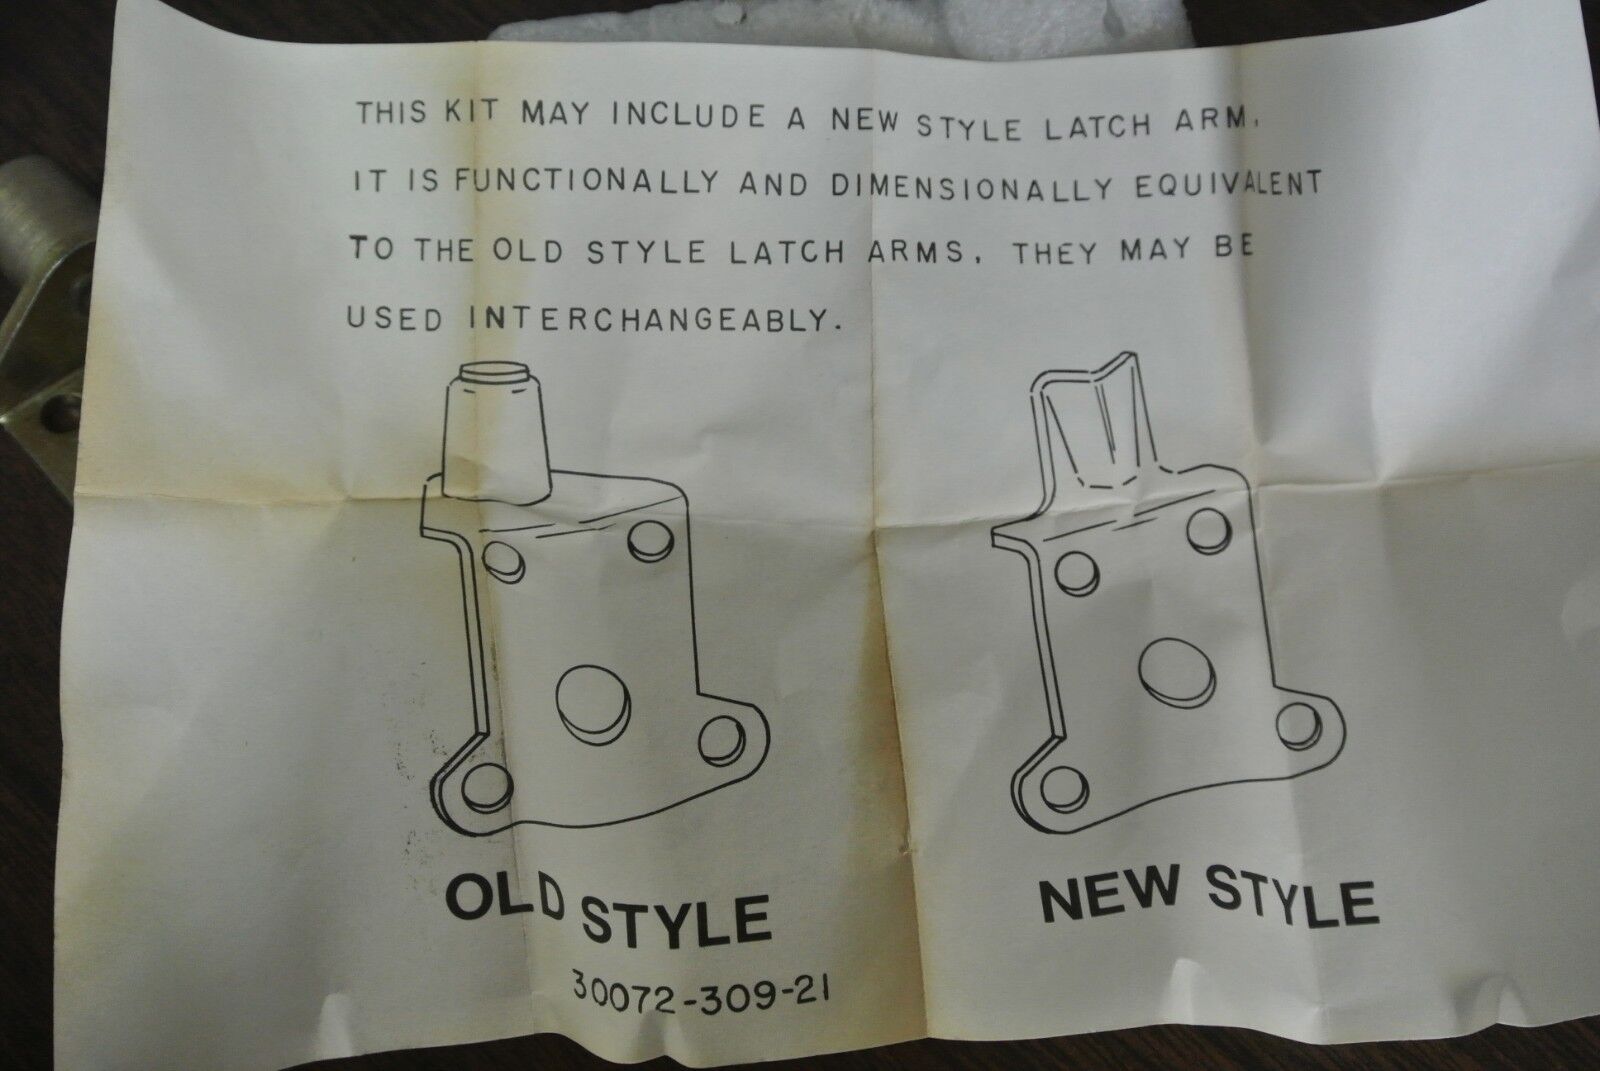 THIS KIT MAY INCLUDE A NEW STYLE LATCH ARM.
IT IS FUNCTIONALLY AND DIMENSIONALLY EQUIVALENT
TO THE OLD STYLE LATCH ARMS. THEY MAY BE
USED INTERCHANGEABLY.
OLD STYLE
NEW STYLE
30072-309-21